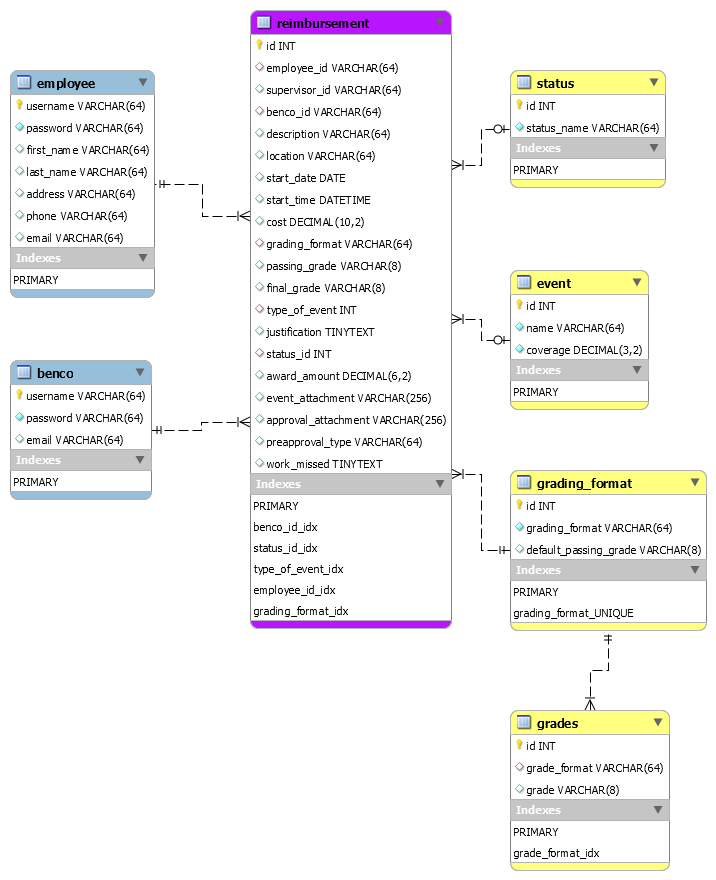 employee
username VARCHAR(64)
password VARCHAR(64)
first_name VARCHAR(64)
last_name VARCHAR(64)
address VARCHAR(64)
phone VARCHAR(64)
email VARCHAR(64)
Indexes
PRIMARY
benco
username VARCHAR(64)
password VARCHAR(64)
email VARCHAR(64)
Indexes
PRIMARY
reimbursement
id INT
employee_id VARCHAR(64)
supervisor_id VARCHAR(64)
benco_id VARCHAR(64)
description VARCHAR(64)
location VARCHAR(64)
start_date DATE
start_time DATETIME
cost DECIMAL(10,2)
grading_format VARCHAR(64)
passing_grade VARCHAR(8)
final_grade VARCHAR(8)
type_of_event INT
justification TINYTEXT
status_id INT
award_amount DECIMAL(6,2)
event_attachment VARCHAR(256)
approval_attachment VARCHAR(256)
preapproval_type VARCHAR(64)
work_missed TINYTEXT
Indexes
PRIMARY
benco_id_idx
status_id_idx
type_of_event_idx
employee_id_idx
grading_format_idx
status
id INT
status_name VARCHAR(64)
Indexes
PRIMARY
event
id INT
name VARCHAR(64)
coverage DECIMAL(3,2)
Indexes
PRIMARY
grading_format
id INT
grading_format VARCHAR(64)
default_passing_grade VARCHAR(8)
Indexes
PRIMARY
grading_format_UNIQUE
grades
id INT
grade_format VARCHAR(64)
grade VARCHAR(8)
Indexes
PRIMARY
grade_format_idx